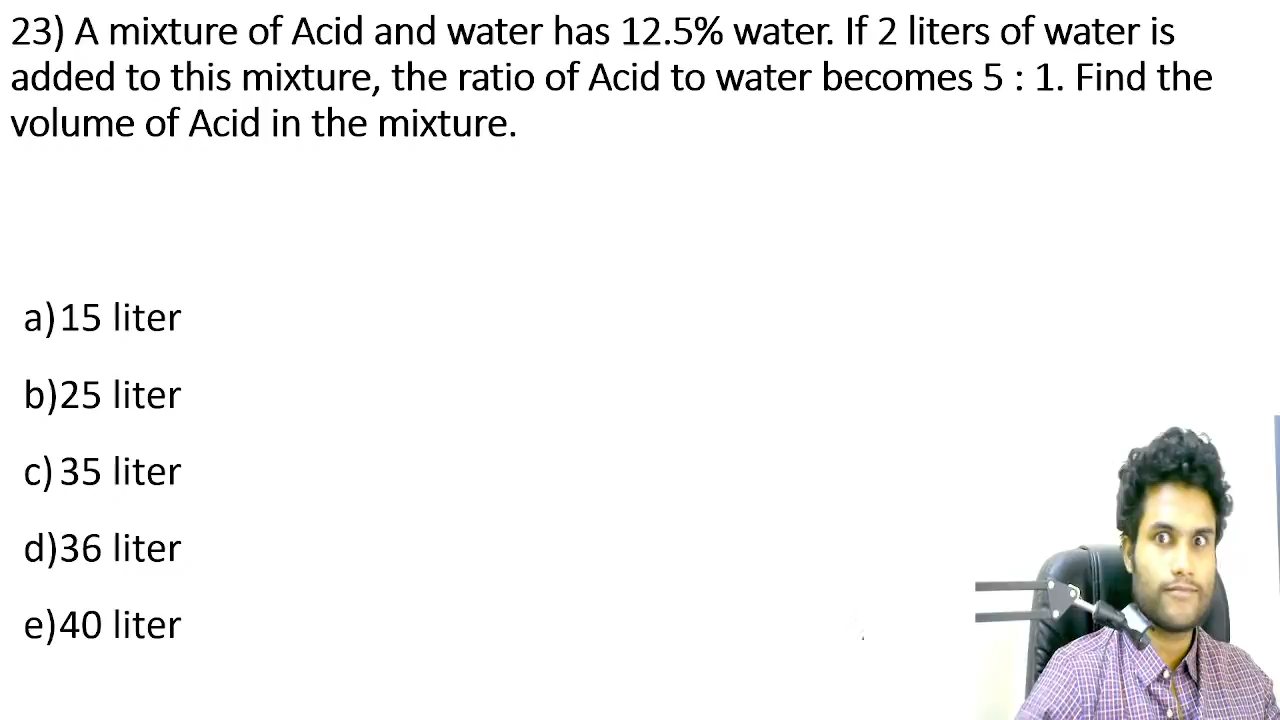 23) A mixture of Acid and water has 12.5% water. If 2 liters of water is
added to this mixture, the ratio of Acid to water becomes 5 : 1. Find the
volume of Acid in the mixture.
a)15 liter
b)25 liter
c)35 liter
d)36 liter
e)40 liter